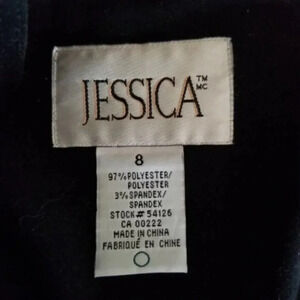 JESSICA™ MC
8
97% POLYESTER/
POLYESTER
3% SPANDEX/
SPANDEX
STOCK# 54126
CA 00222
MADE IN CHINA
FABRIQUÉ EN CHINE